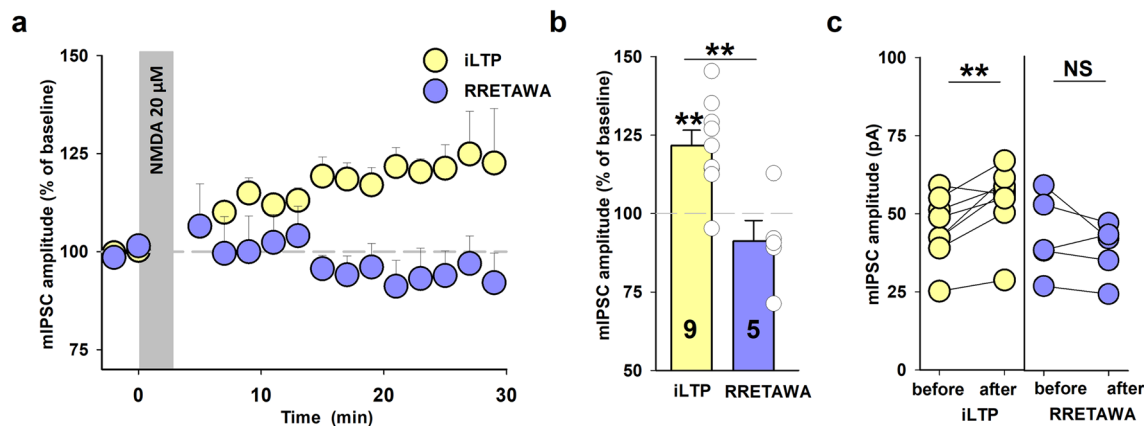 a
mIPSC amplitude (% of baseline)
150
125
100
70
NMDA 20 µM
iLTP
RRETAWA
0
10
20
30
Time (min)
b
mIPSC amplitude (% of baseline)
150
125
100
75
50
**
**
9
5
iLTP
RRETAWA
c
mIPSC amplitude (pA)
100
75
50
25
0
**
NS
before
after
before
after
iLTP
RRETAWA